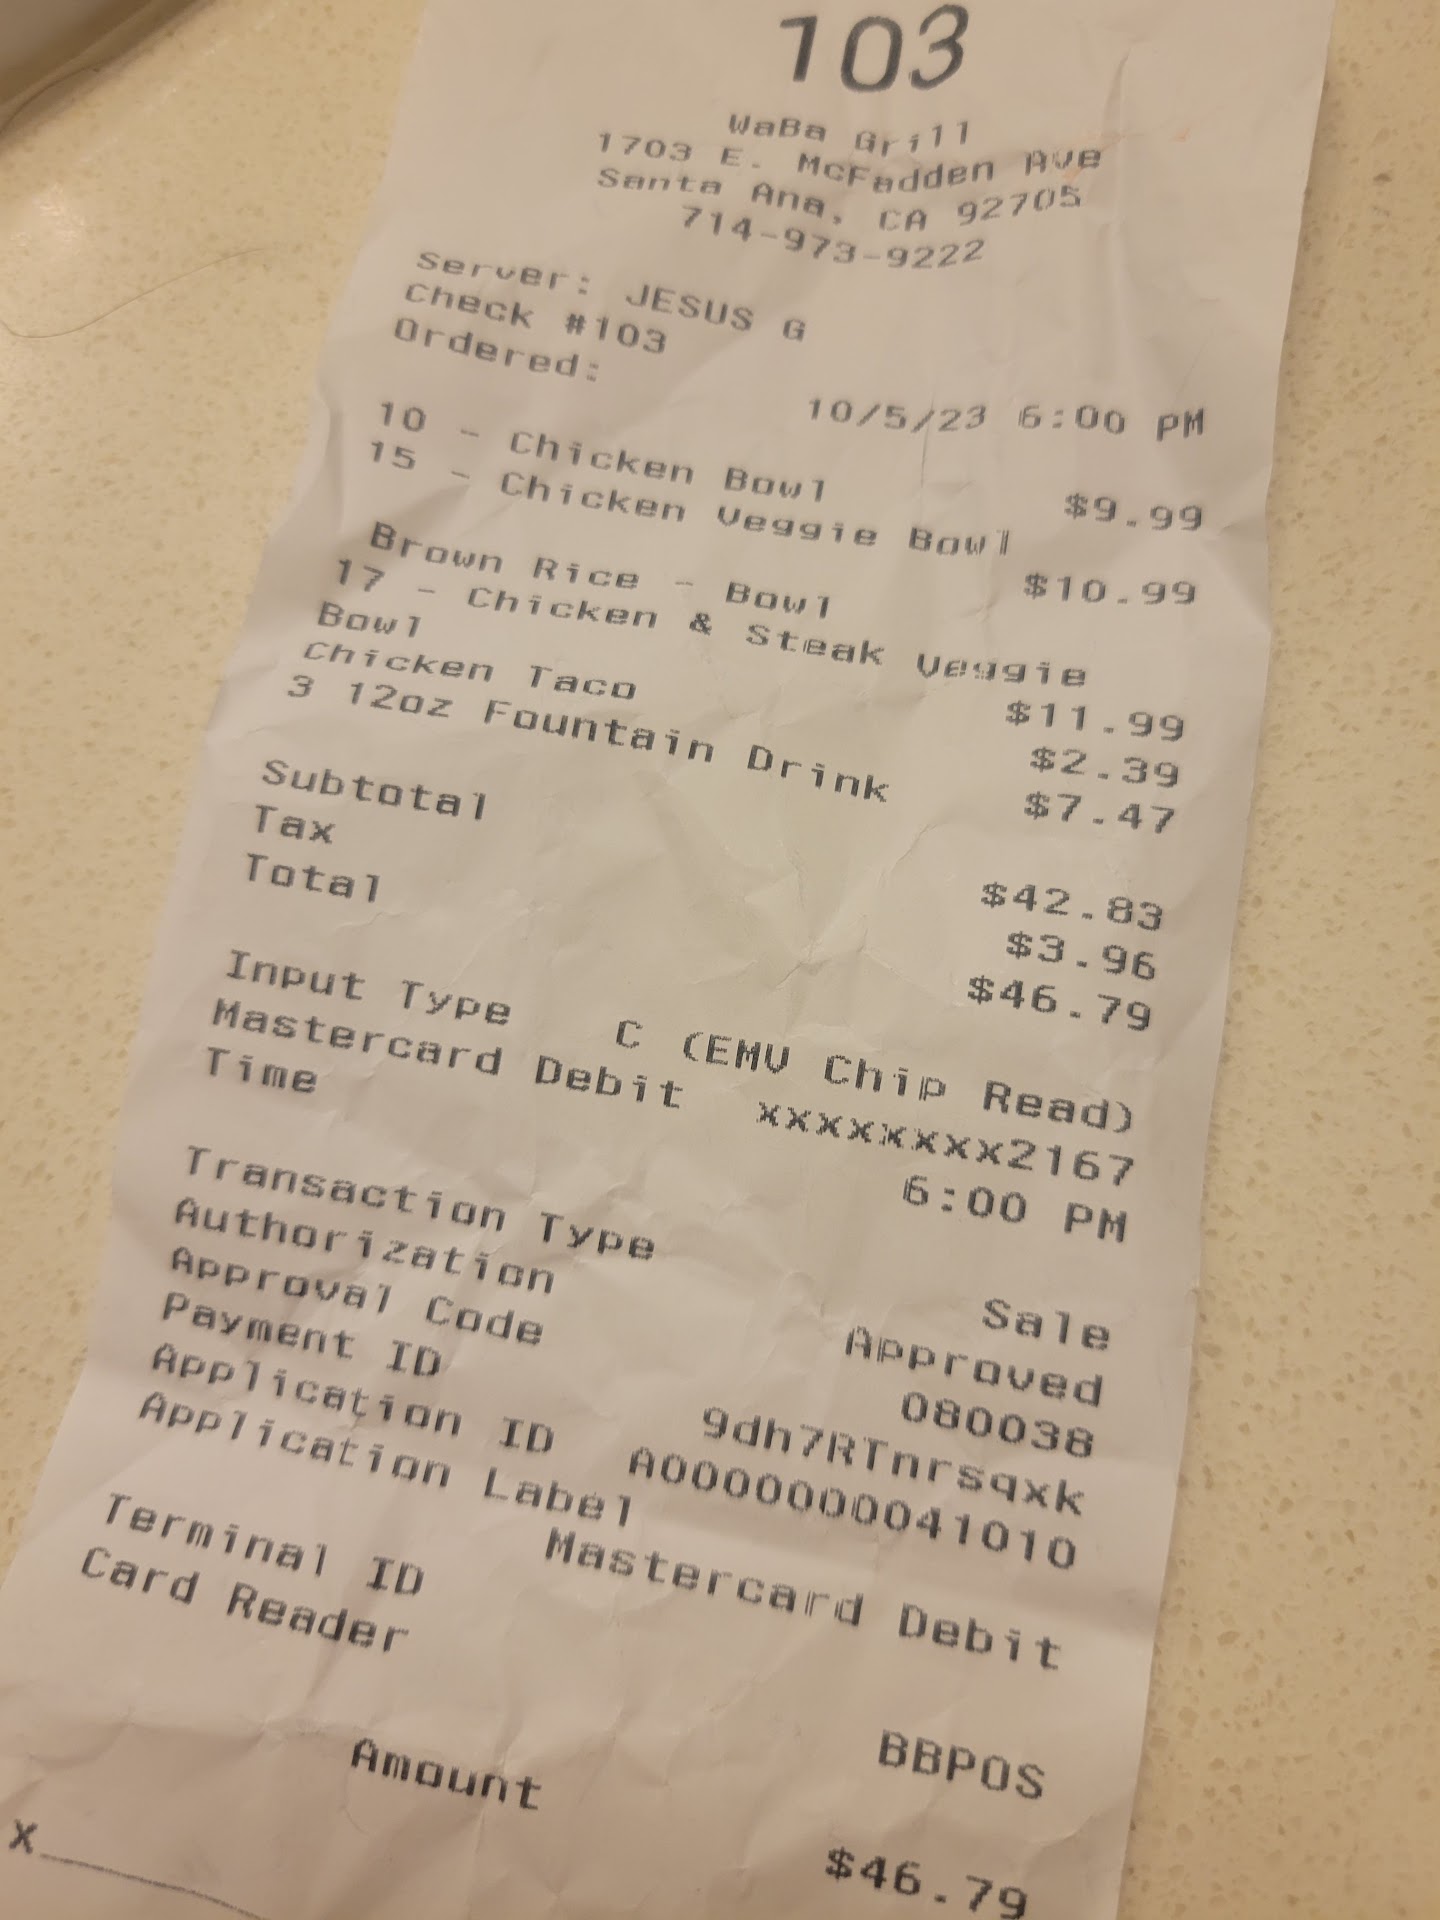 103
WaBa Grill
1703 E. McFadden Ave
Santa Ana, CA 92705
714-973-9222
Server: JESUS G
Check #103
Ordered:
10/5/23 6:00 PM
10 - Chicken Bowl $9.99
15 - Chicken Veggie Bowl
$10.99
Brown Rice - Bowl
17 - Chicken & Steak Veggie
Bowl $11.99
Chicken Taco $2.39
3 12oz Fountain Drink $7.47
Subtotal $42.83
Tax $3.96
Total $46.79
Input Type C (EMV Chip Read)
Mastercard Debit xxxxxxxx2167
Time 6:00 PM
Transaction Type Sale
Authorization Approved
Approval Code 080038
Payment ID 9dh7RTnrsqxk
Application ID A0000000041010
Application Label
Mastercard Debit
Terminal ID
Card Reader BBPOS
Amount
$46.79
x